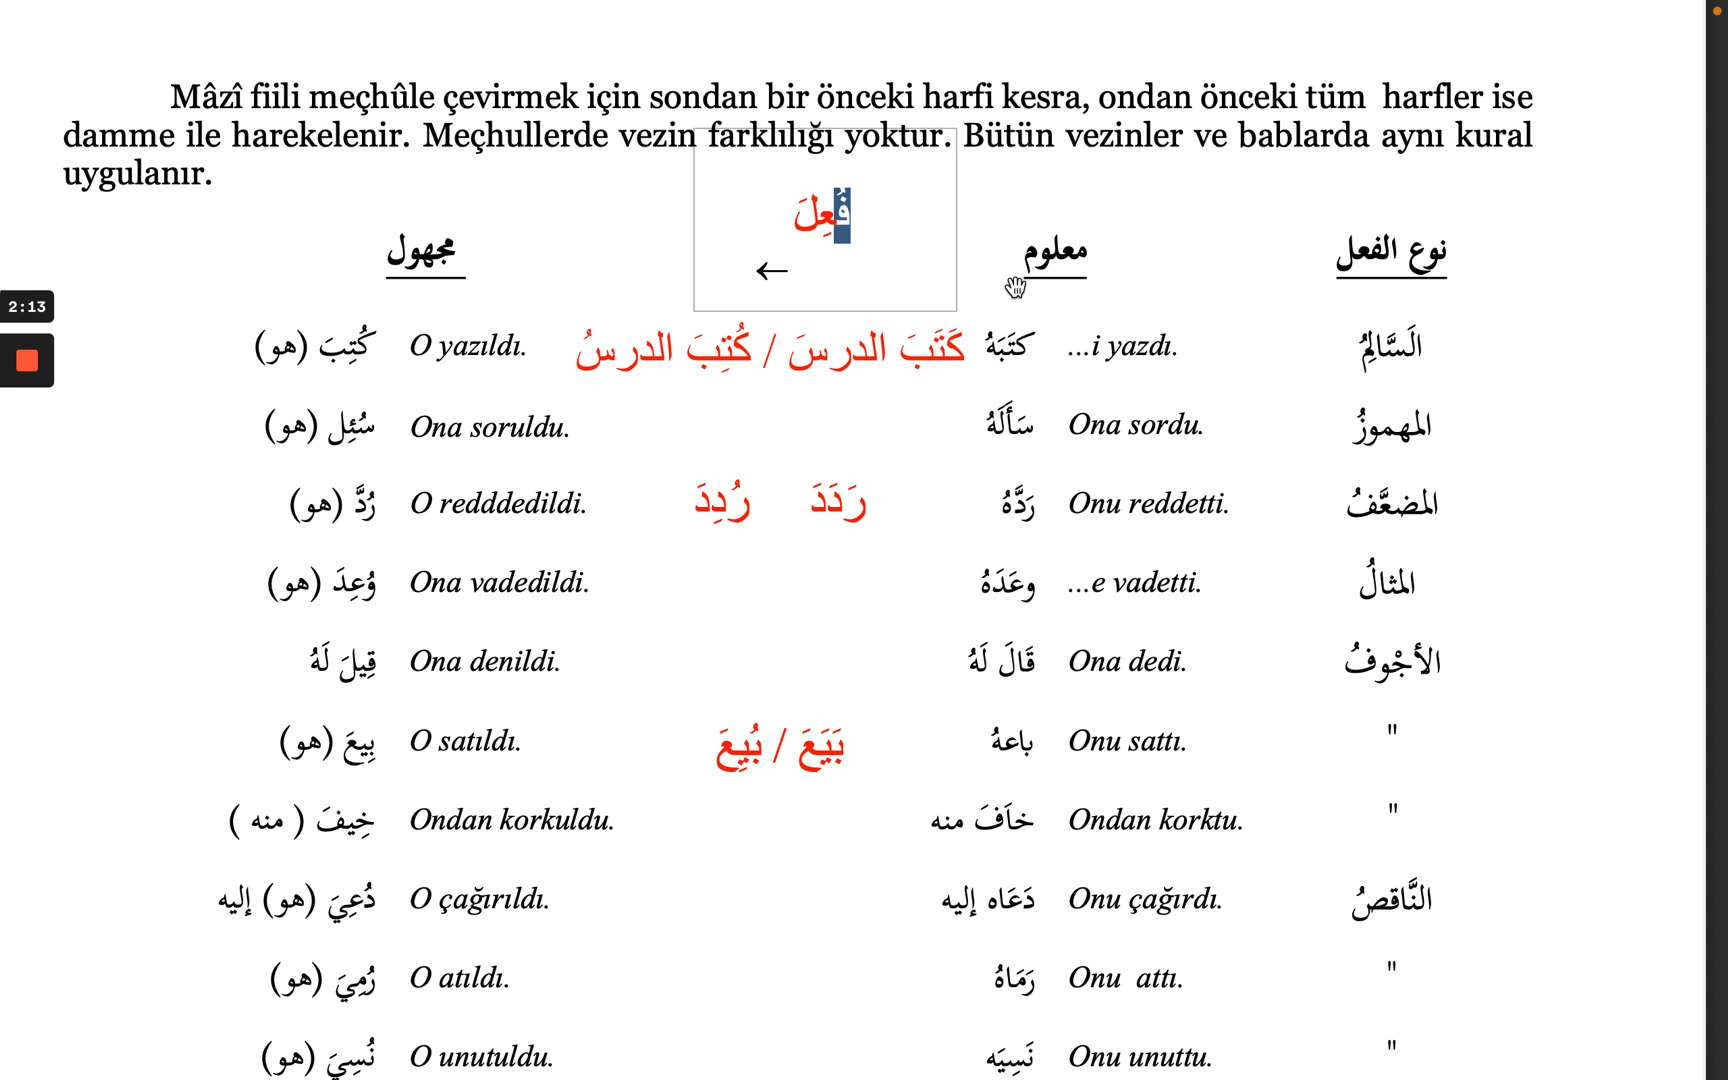 Mâzî fiili meçhûle çevirmek için sondan bir önceki harfi kesra, ondan önceki tüm harfler ise
damme ile harekelenir. Meçhullerde vezin farklılığı yoktur. Bütün vezinler ve bablarda aynı kural
uygulanır.
فُعِلَ
نوع الفعل معلوم ← مجهول
2:13
اَلسَّالِمُ ...i yazdı. كتَبَهُ كَتَبَ الدرسَ / كُتِبَ الدرسُ O yazıldı. كُتِبَ (هو)
المهموزُ Ona sordu. سَأَلَهُ Ona soruldu. سُئِل (هو)
المضعَّفُ Onu reddetti. رَدَّهُ رَدَدَ رُدِدَ O redddedildi. رُدَّ (هو)
المثالُ ...e vadetti. وعَدَهُ Ona vadedildi. وُعِدَ (هو)
الأجْوفُ Ona dedi. قَالَ لَهُ Ona denildi. قِيلَ لَهُ
" Onu sattı. باعهُ بَيَعَ / بُيِعَ O satıldı. بِيعَ (هو)
" Ondan korktu. خاَفَ منه Ondan korkuldu. خِيفَ ( منه )
النَّاقصُ Onu çağırdı. دَعَاه إليه O çağırıldı. دُعِيَ (هو) إليه
" Onu attı. رَمَاهُ O atıldı. رُمِيَ (هو)
" Onu unuttu. نَسِيَه O unutuldu. نُسِيَ (هو)